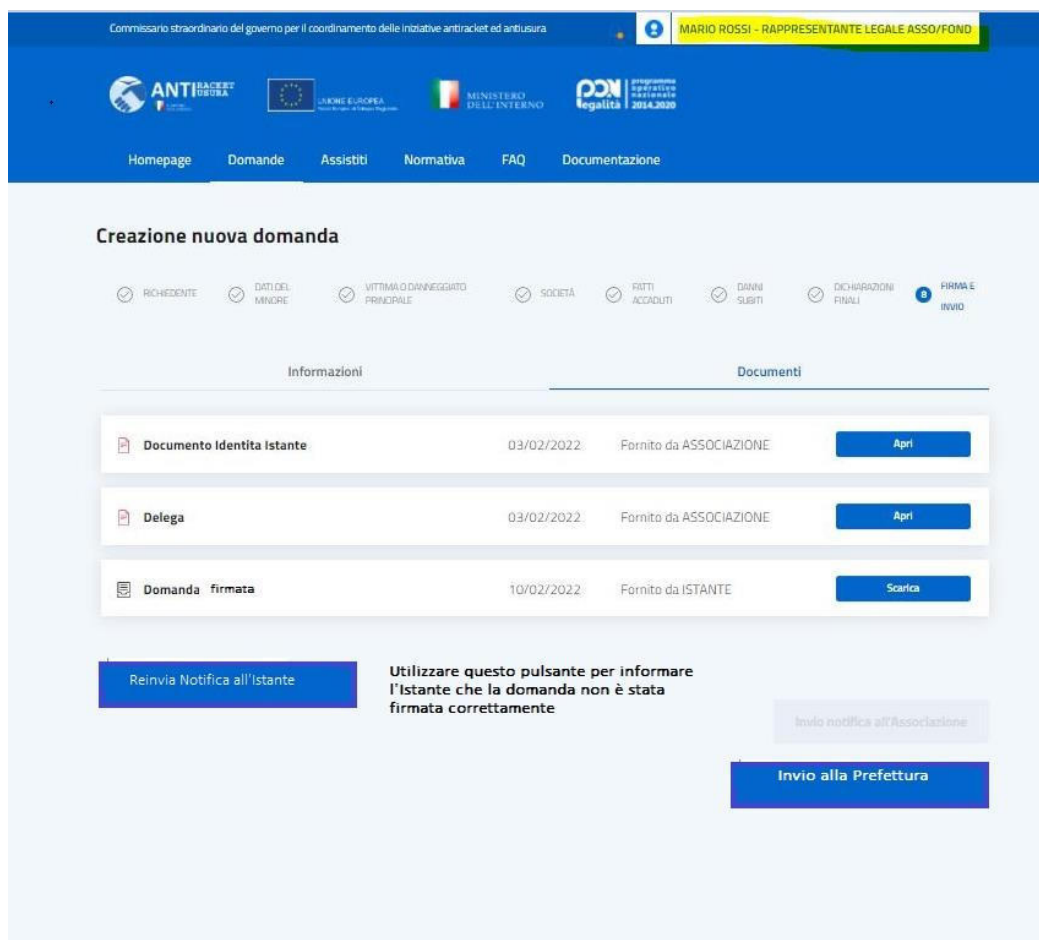 Commissario straordinario del governo per il coordinamento delle iniziative antiracket ed antiusura
MARIO ROSSI - RAPPRESENTANTE LEGALE ASSO/FOND
ANTI RACKET USURA
UNIONE EUROPEA
MINISTERO
DELL'INTERNO
PON legalità
programma
operativo
nazionale
2014.2020
Homepage Domande Assistiti Normativa FAQ Documentazione
Creazione nuova domanda
RICHIEDENTE
DATI DEL
MINORE
VITTIMA O DANNEGGIATO
PRINCIPALE
SOCIETÀ
FATTI
ACCADUTI
DANNI
SUBITI
DICHIARAZIONI
FINALI
8 FIRMA E
INVIO
Informazioni Documenti
Documento Identita Istante 03/02/2022 Fornito da ASSOCIAZIONE Apri
Delega 03/02/2022 Fornito da ASSOCIAZIONE Apri
Domanda firmata 10/02/2022 Fornito da ISTANTE Scarica
Reinvia Notifica all'Istante
Utilizzare questo pulsante per informare
l'Istante che la domanda non è stata
firmata correttamente
Invio notifica all'Associazione
Invio alla Prefettura